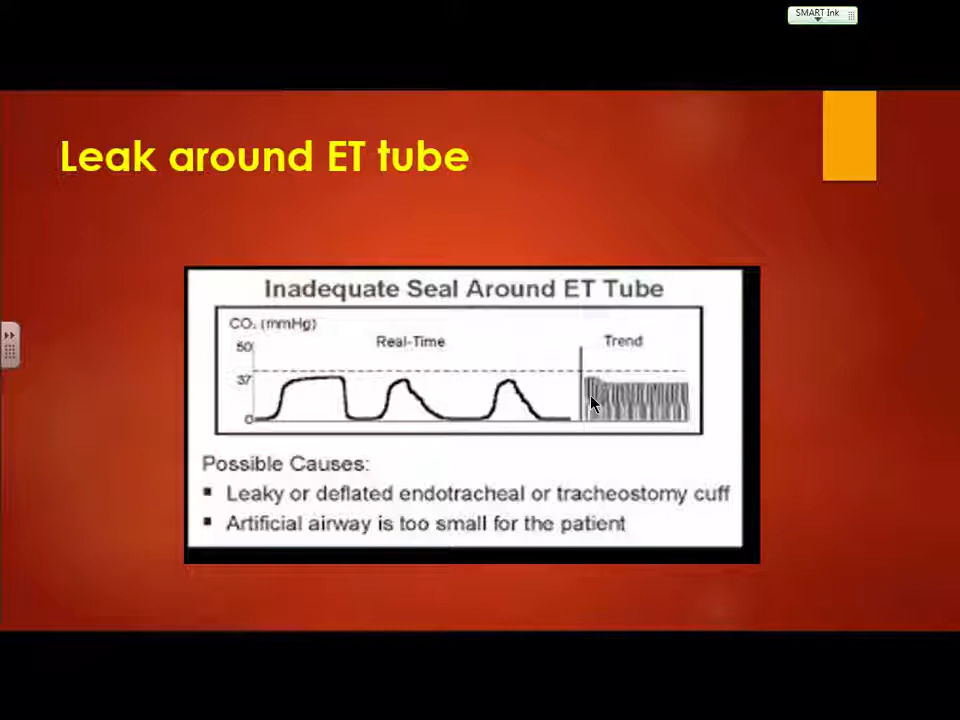 SMART Ink
Leak around ET tube
Inadequate Seal Around ET Tube
CO₂ (mmHg)
Real-Time
Trend
50
37
0
Possible Causes:
▪ Leaky or deflated endotracheal or tracheostomy cuff
▪ Artificial airway is too small for the patient